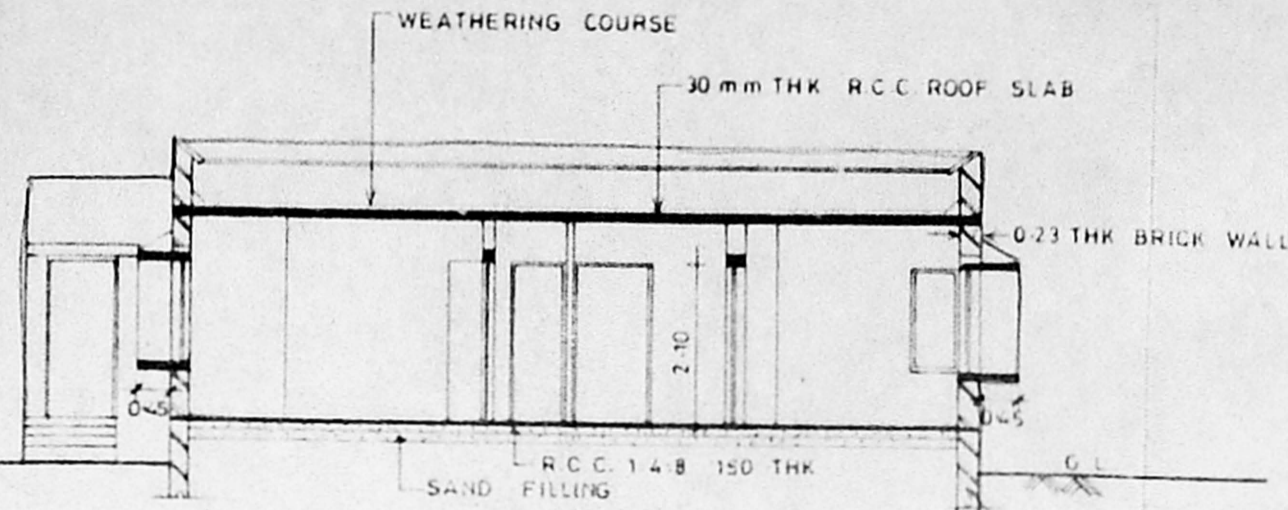 WEATHERING COURSE
30 mm THK R.C.C. ROOF SLAB
0.23 THK BRICK WALL
2.10
0.45
0.45
R.C.C. 1 4:8 150 THK
G L
SAND FILLING